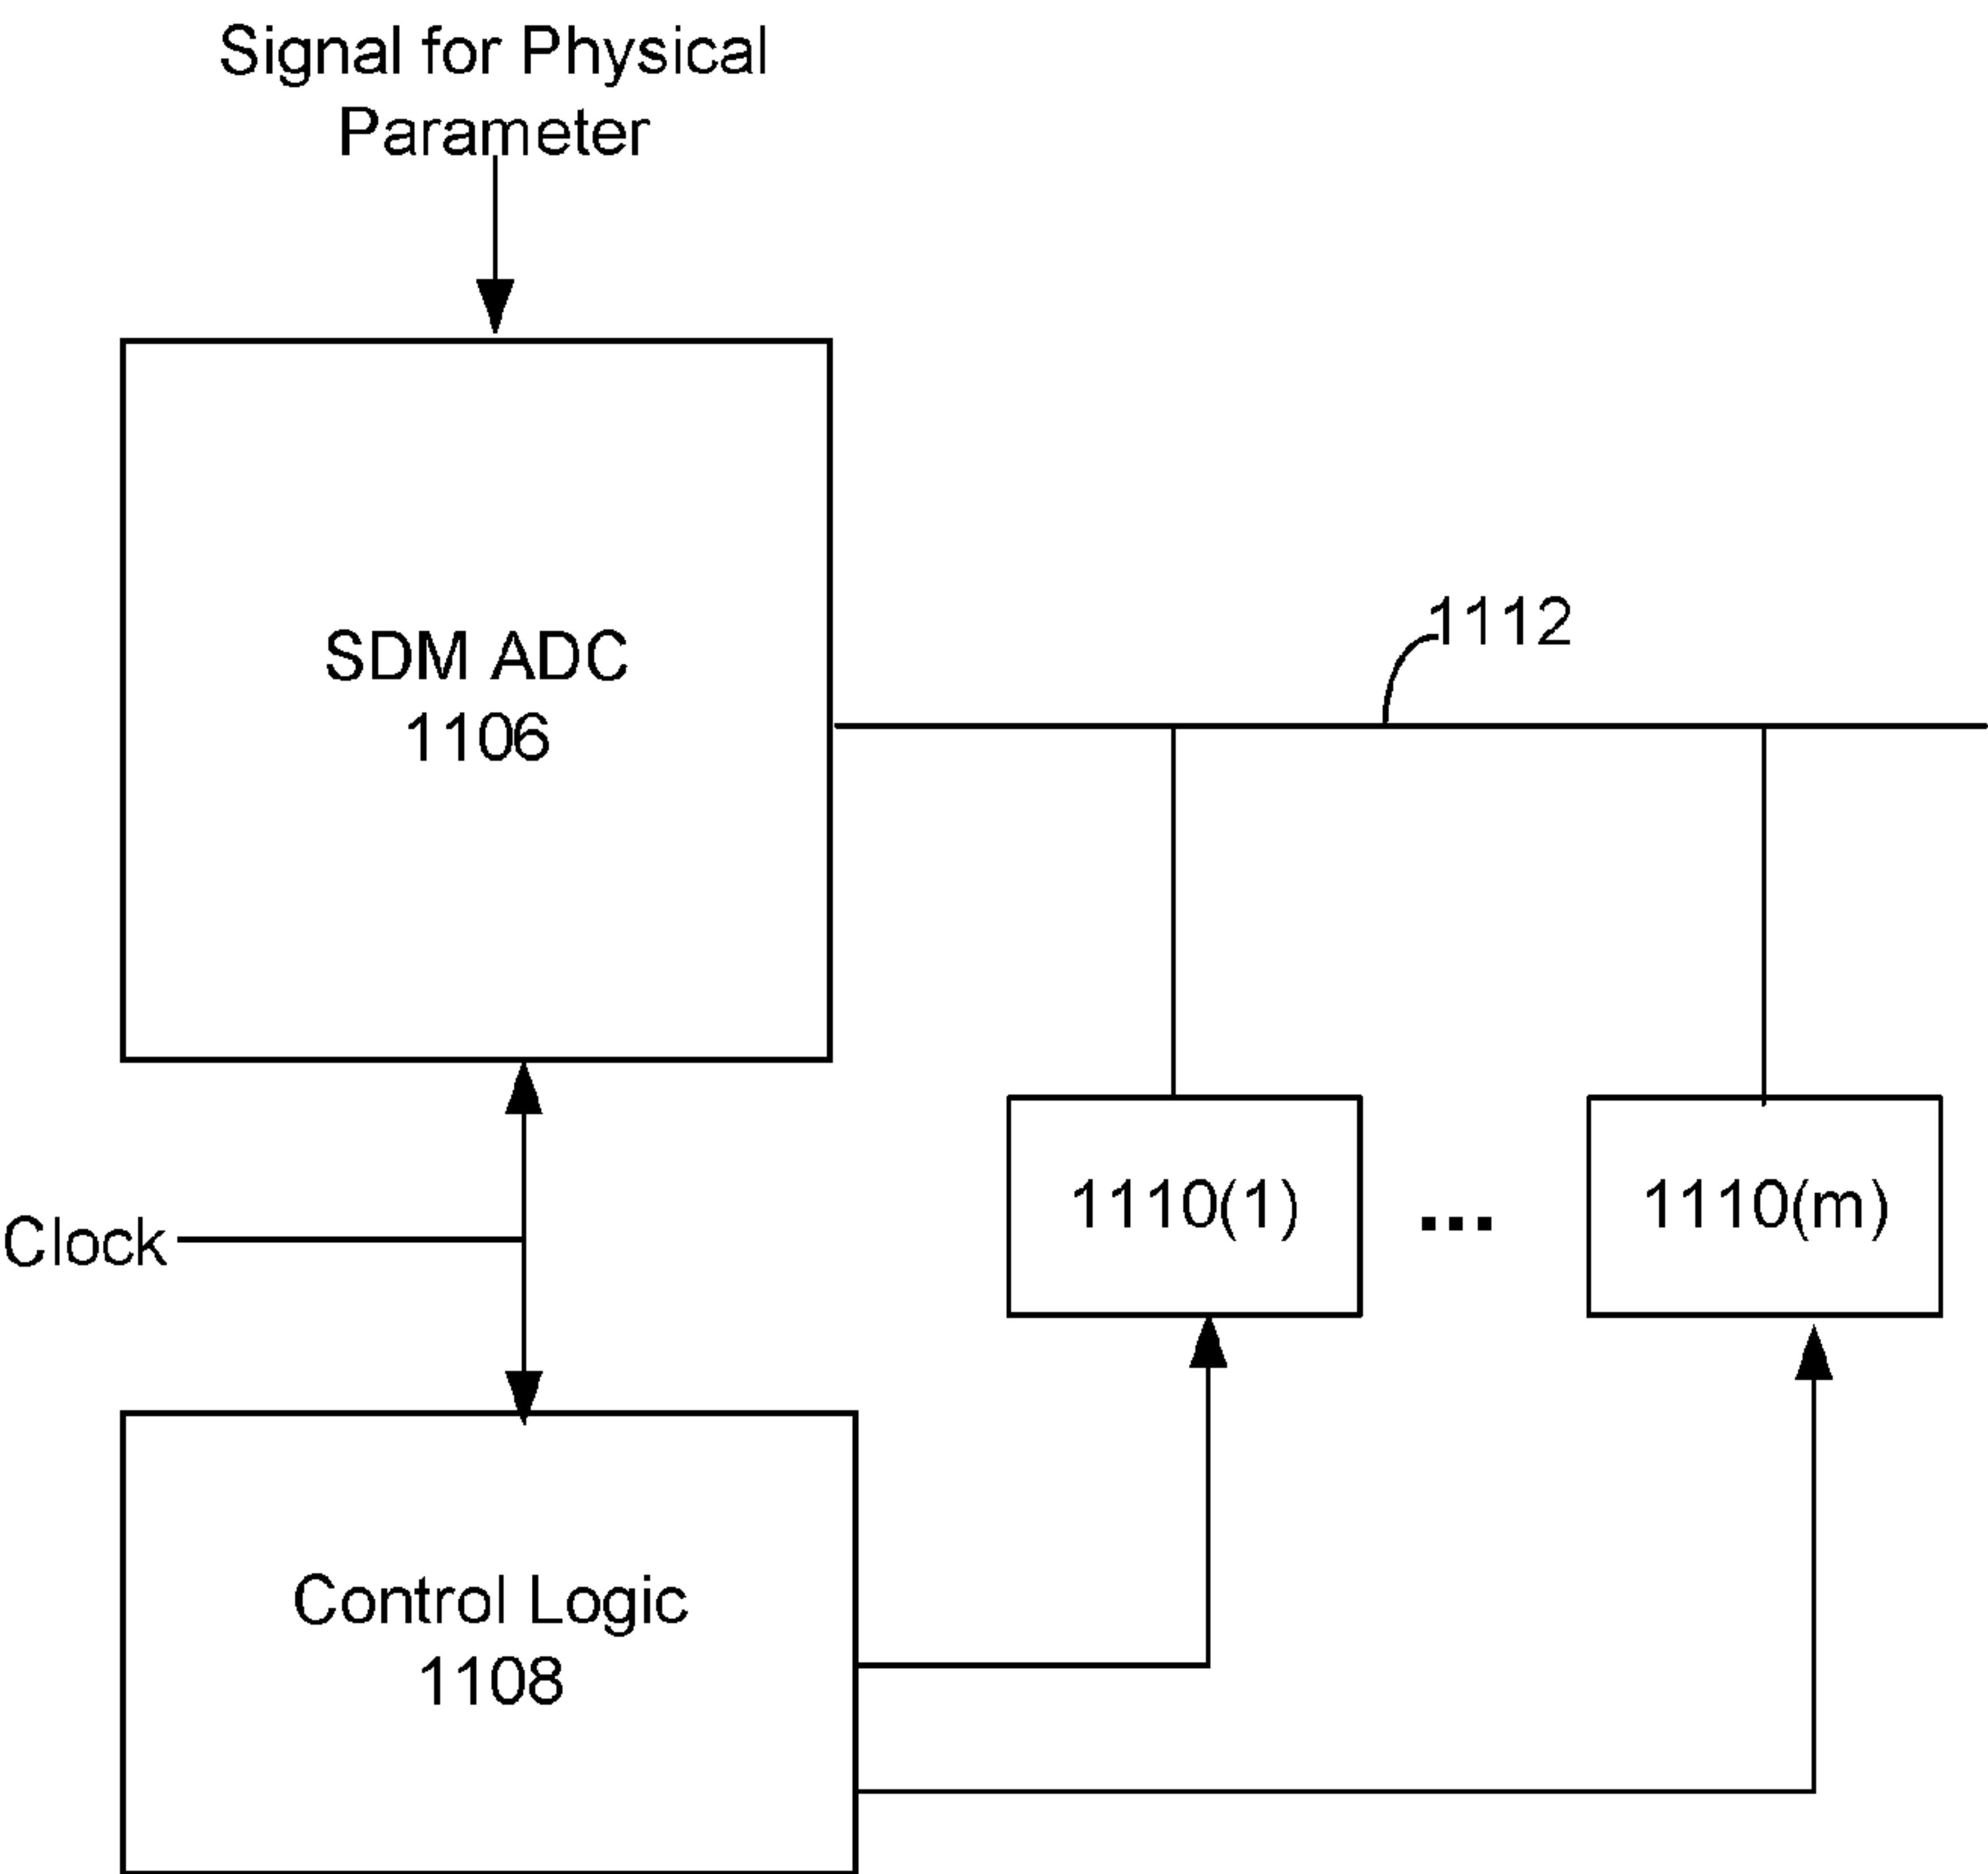 Signal for Physical
Parameter
SDM ADC
1106
1112
1110(1)
...
1110(m)
Clock
Control Logic
1108